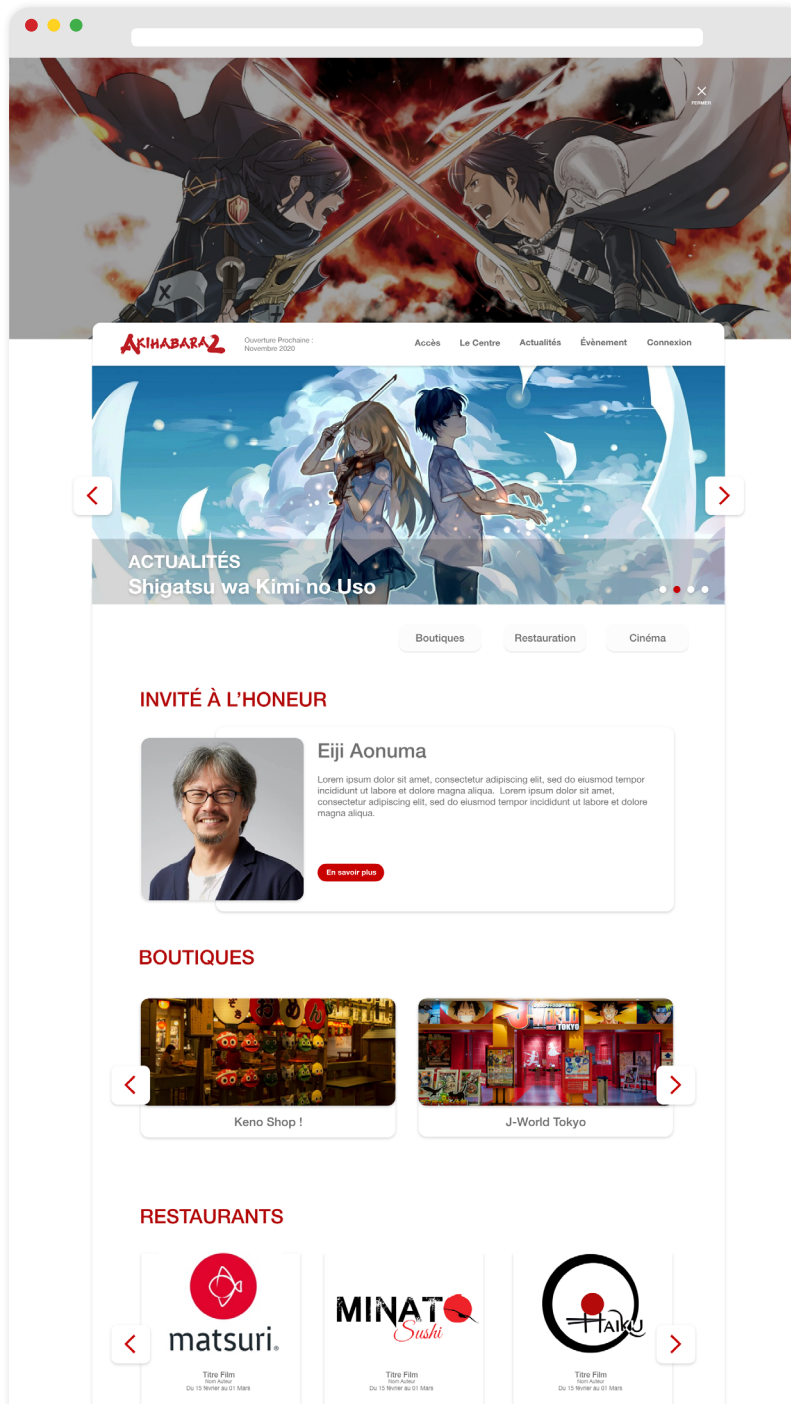 FERMER
AKIHABARA 2
Ouverture Prochaine :
Novembre 2020
Accès Le Centre Actualités Évènement Connexion
ACTUALITÉS
Shigatsu wa Kimi no Uso
Boutiques Restauration Cinéma
INVITÉ À L’HONEUR
Eiji Aonuma
Lorem ipsum dolor sit amet, consectetur adipiscing elit, sed do eiusmod tempor
incididunt ut labore et dolore magna aliqua. Lorem ipsum dolor sit amet,
consectetur adipiscing elit, sed do eiusmod tempor incididunt ut labore et dolore
magna aliqua.
En savoir plus
BOUTIQUES
TOKYO
Keno Shop !
J-World Tokyo
RESTAURANTS
matsuri
MINATO
Sushi
HAIKU
Titre Film
Nom Auteur
Du 15 février au 01 Mars
Titre Film
Nom Auteur
Du 15 février au 01 Mars
Titre Film
Nom Auteur
Du 15 février au 01 Mars